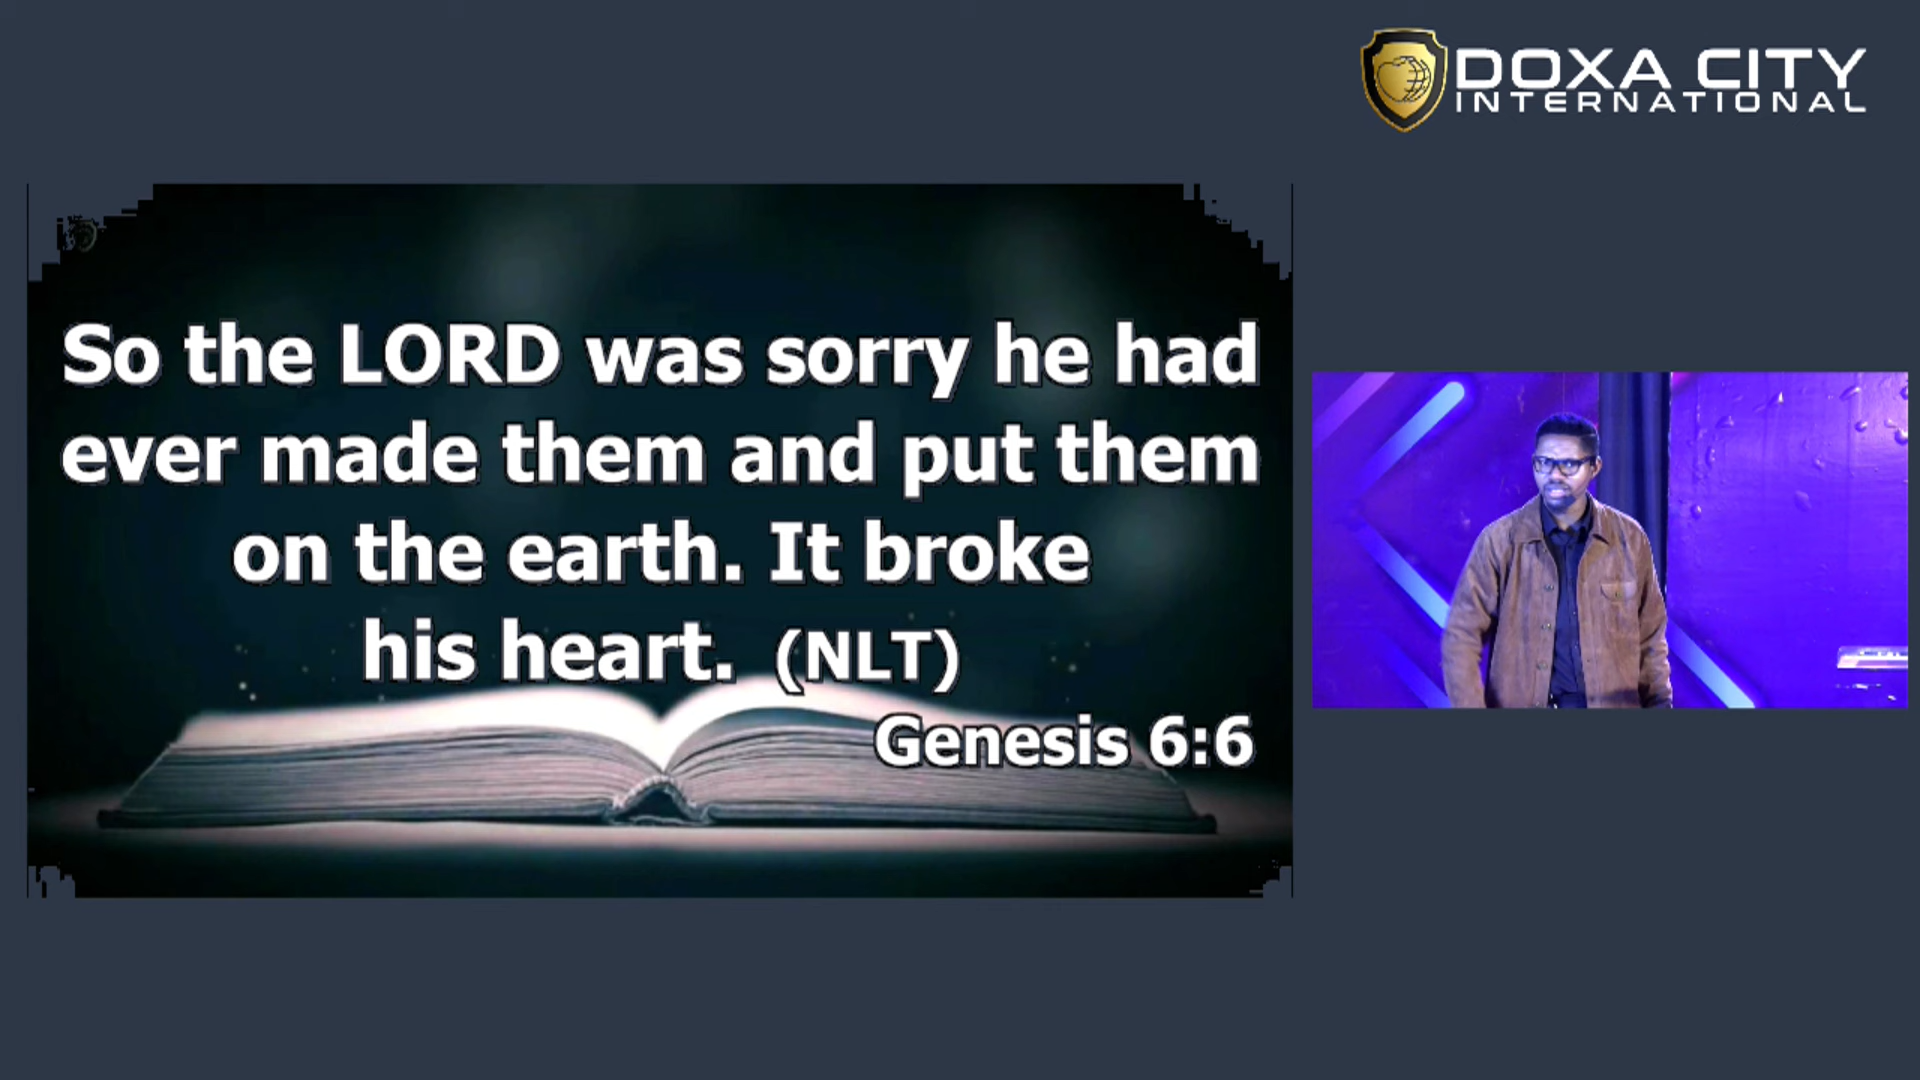 DOXA CITY
INTERNATIONAL
So the LORD was sorry he had
ever made them and put them
on the earth. It broke
his heart. (NLT)
Genesis 6:6